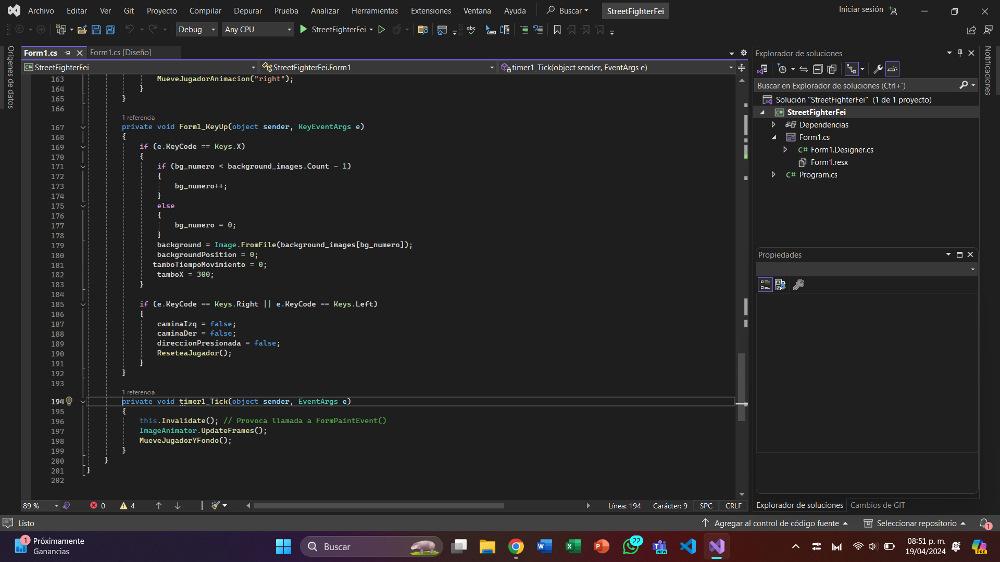 Archivo Editar Ver Git Proyecto Compilar Depurar Prueba Analizar Herramientas Extensiones Ventana Ayuda Buscar StreetFighterFei Iniciar sesión
Debug Any CPU StreetFighterFei
Orígenes de datos
Form1.cs Form1.cs [Diseño]
StreetFighterFei StreetFighterFei.Form1 timer1_Tick(object sender, EventArgs e)
163 MueveJugadorAnimacion("right");
164 }
165 }
166
1 referencia
167 private void Form1_KeyUp(object sender, KeyEventArgs e)
168 {
169 if (e.KeyCode == Keys.X)
170 {
171 if (bg_numero < background_images.Count - 1)
172 {
173 bg_numero++;
174 }
175 else
176 {
177 bg_numero = 0;
178 }
179 background = Image.FromFile(background_images[bg_numero]);
180 backgroundPosition = 0;
181 tamboTiempoMovimiento = 0;
182 tamboX = 300;
183 }
184
185 if (e.KeyCode == Keys.Right || e.KeyCode == Keys.Left)
186 {
187 caminaIzq = false;
188 caminaDer = false;
189 direccionPresionada = false;
190 ReseteaJugador();
191 }
192 }
193
1 referencia
194 private void timer1_Tick(object sender, EventArgs e)
195 {
196 this.Invalidate(); // Provoca llamada a FormPaintEvent()
197 ImageAnimator.UpdateFrames();
198 MueveJugadorYFondo();
199 }
200 }
201 }
202
89 % 0 4 Línea: 194 Carácter: 9 SPC CRLF
Explorador de soluciones
Buscar en Explorador de soluciones (Ctrl+´)
Solución "StreetFighterFei" (1 de 1 proyecto)
C# StreetFighterFei
Dependencias
Form1.cs
C# Form1.Designer.cs
Form1.resx
C# Program.cs
Propiedades
Explorador de soluciones Cambios de GIT
Notificaciones
Listo Agregar al control de código fuente Seleccionar repositorio 1
1 Próximamente
Ganancias
Buscar
22
NEW
08:51 p. m.
19/04/2024
PRE